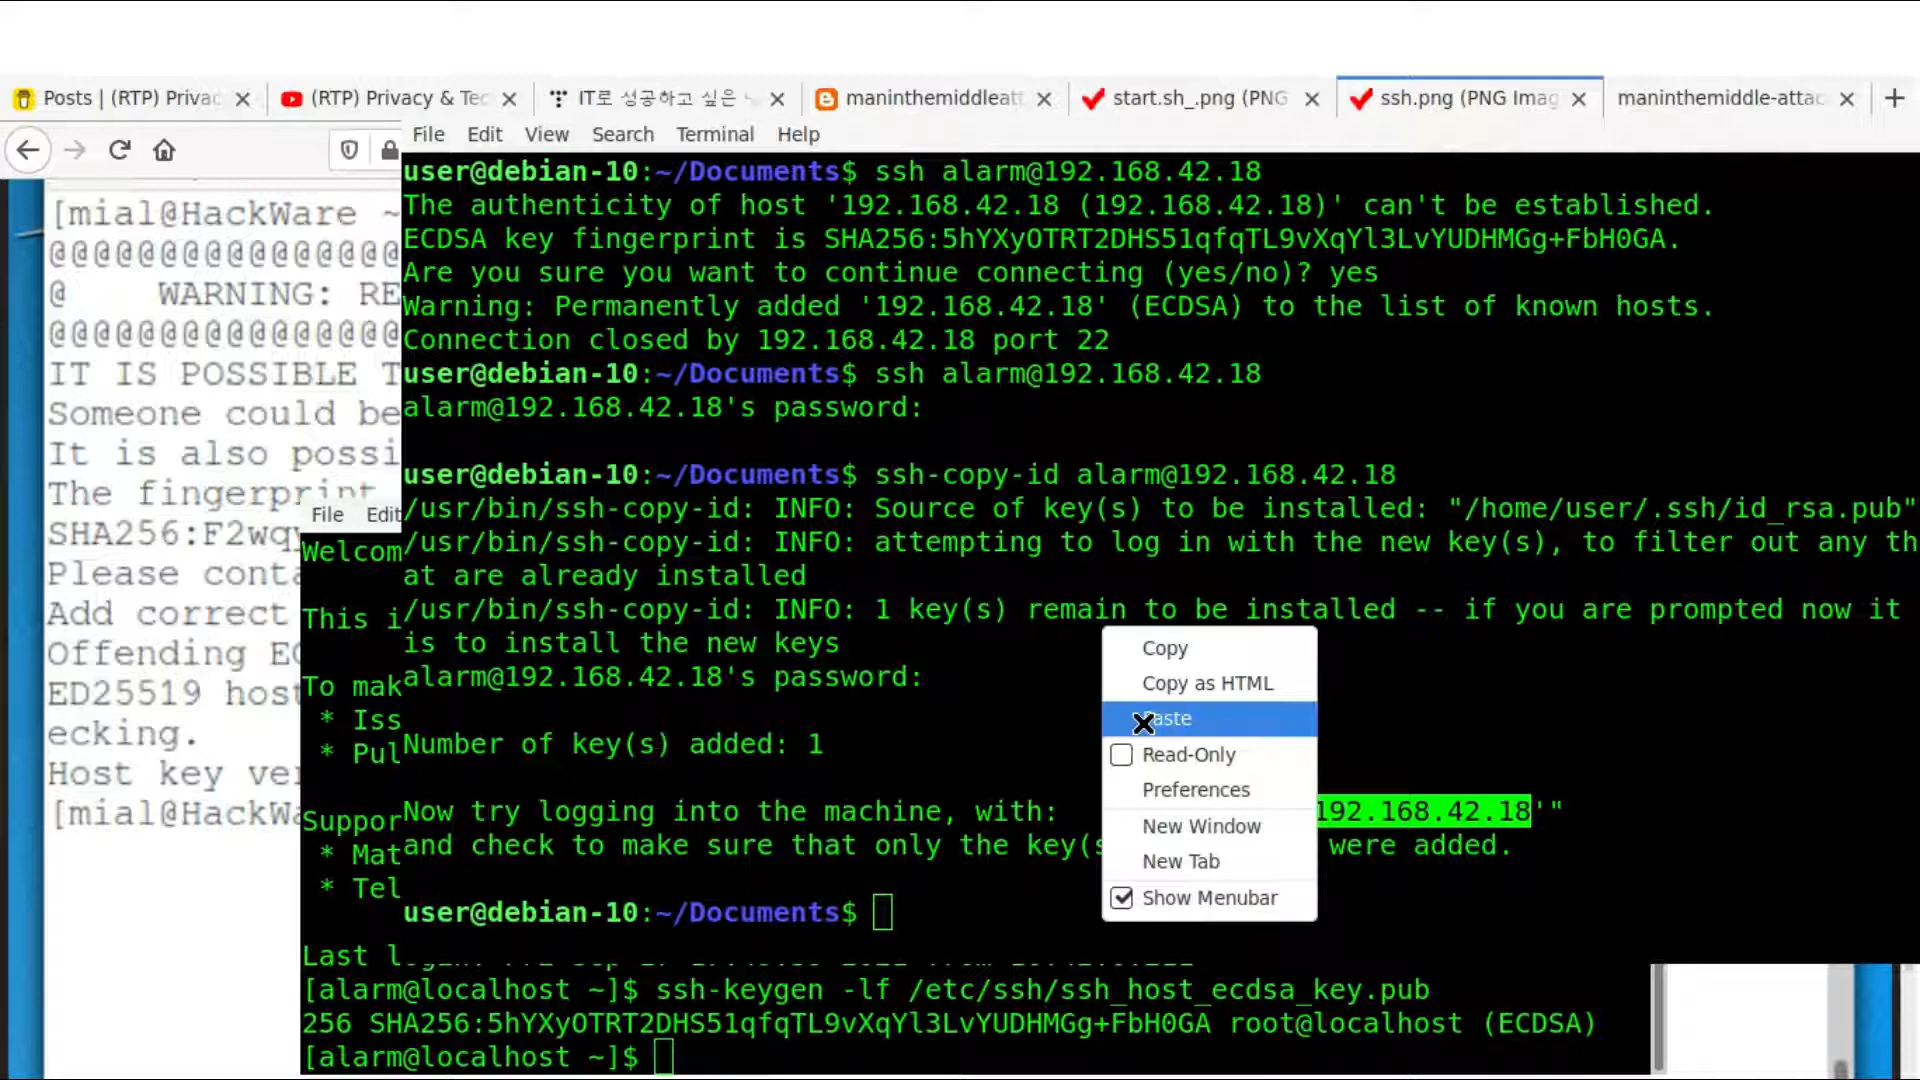 Posts | (RTP) Privac
(RTP) Privacy & Tec
IT로 성공하고 싶은
maninthemiddleatt
start.sh_.png (PNG
ssh.png (PNG Imag
maninthemiddle-attac
File Edit View Search Terminal Help
user@debian-10:~/Documents$ ssh alarm@192.168.42.18
The authenticity of host '192.168.42.18 (192.168.42.18)' can't be established.
ECDSA key fingerprint is SHA256:5hYXyOTRT2DHS51qfqTL9vXqYl3LvYUDHMGg+FbH0GA.
Are you sure you want to continue connecting (yes/no)? yes
Warning: Permanently added '192.168.42.18' (ECDSA) to the list of known hosts.
Connection closed by 192.168.42.18 port 22
user@debian-10:~/Documents$ ssh alarm@192.168.42.18
alarm@192.168.42.18's password:
user@debian-10:~/Documents$ ssh-copy-id alarm@192.168.42.18
/usr/bin/ssh-copy-id: INFO: Source of key(s) to be installed: "/home/user/.ssh/id_rsa.pub"
/usr/bin/ssh-copy-id: INFO: attempting to log in with the new key(s), to filter out any th
at are already installed
/usr/bin/ssh-copy-id: INFO: 1 key(s) remain to be installed -- if you are prompted now it
is to install the new keys
alarm@192.168.42.18's password:
Number of key(s) added: 1
Now try logging into the machine, with: 192.168.42.18'"
and check to make sure that only the key(s were added.
user@debian-10:~/Documents$
Copy
Copy as HTML
Paste
Read-Only
Preferences
New Window
New Tab
Show Menubar
[mial@HackWare ~
@@@@@@@@@@@@@@@@
@ WARNING: RE
@@@@@@@@@@@@@@@@
IT IS POSSIBLE T
Someone could be
It is also possi
The fingerprint
SHA256:F2wqv
Please conta
Add correct
Offending EC
ED25519 host
ecking.
Host key ver
[mial@HackWa
File Edit
Welcom
This i
To mak
* Iss
* Pul
Suppor
* Mat
* Tel
Last l
[alarm@localhost ~]$ ssh-keygen -lf /etc/ssh/ssh_host_ecdsa_key.pub
256 SHA256:5hYXyOTRT2DHS51qfqTL9vXqYl3LvYUDHMGg+FbH0GA root@localhost (ECDSA)
[alarm@localhost ~]$